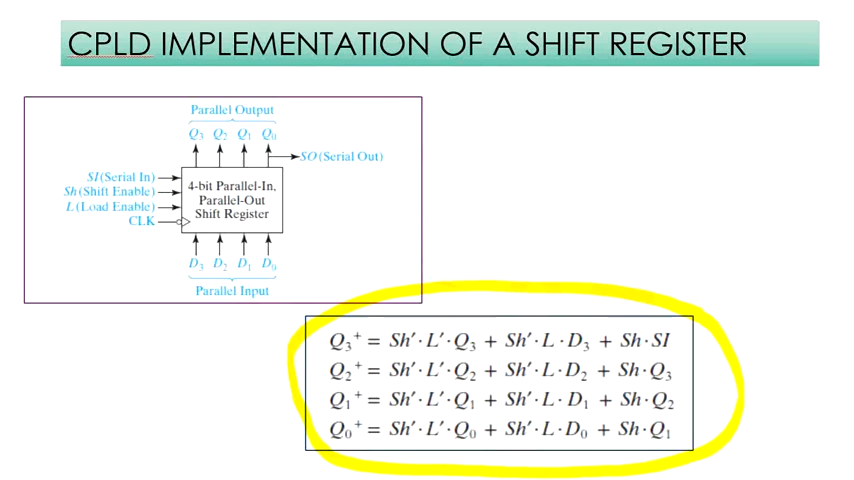 CPLD IMPLEMENTATION OF A SHIFT REGISTER
Parallel Output
Q₃ Q₂ Q₁ Q₀
SO (Serial Out)
SI (Serial In)
Sh (Shift Enable)
L (Load Enable)
CLK
4-bit Parallel-In,
Parallel-Out
Shift Register
D₃ D₂ D₁ D₀
Parallel Input
Q₃⁺ = Sh′·L′·Q₃ + Sh′·L·D₃ + Sh·SI
Q₂⁺ = Sh′·L′·Q₂ + Sh′·L·D₂ + Sh·Q₃
Q₁⁺ = Sh′·L′·Q₁ + Sh′·L·D₁ + Sh·Q₂
Q₀⁺ = Sh′·L′·Q₀ + Sh′·L·D₀ + Sh·Q₁